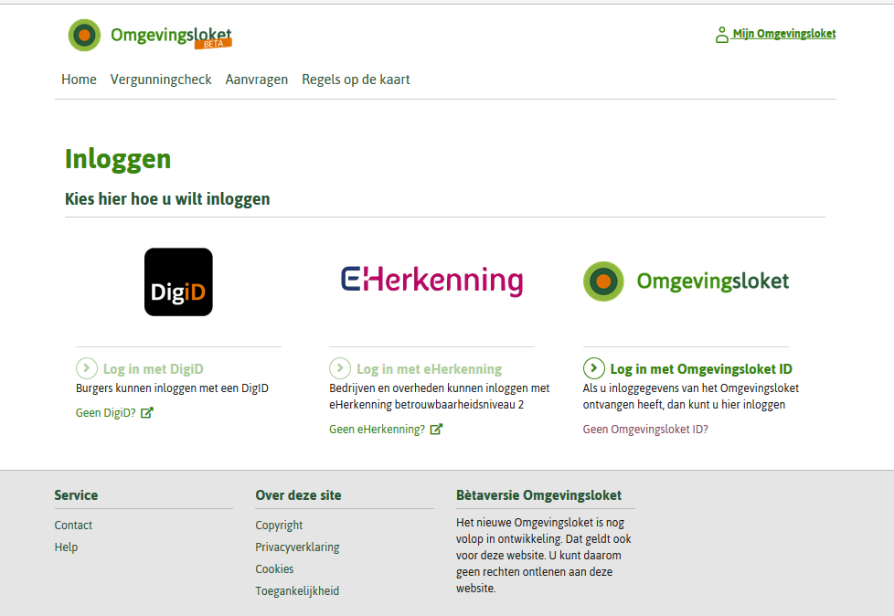 Omgevingsloket
BETA
Mijn Omgevingsloket
Home Vergunningcheck Aanvragen Regels op de kaart
Inloggen
Kies hier hoe u wilt inloggen
DigiD
eHerkenning
Omgevingsloket
Log in met DigiD
Burgers kunnen inloggen met een DigID
Geen DigiD?
Log in met eHerkenning
Bedrijven en overheden kunnen inloggen met
eHerkenning betrouwbaarheidsniveau 2
Geen eHerkenning?
Log in met Omgevingsloket ID
Als u inloggegevens van het Omgevingsloket
ontvangen heeft, dan kunt u hier inloggen
Geen Omgevingsloket ID?
Service
Contact
Help
Over deze site
Copyright
Privacyverklaring
Cookies
Toegankelijkheid
Bètaversie Omgevingsloket
Het nieuwe Omgevingsloket is nog
volop in ontwikkeling. Dat geldt ook
voor deze website. U kunt daarom
geen rechten ontlenen aan deze
website.